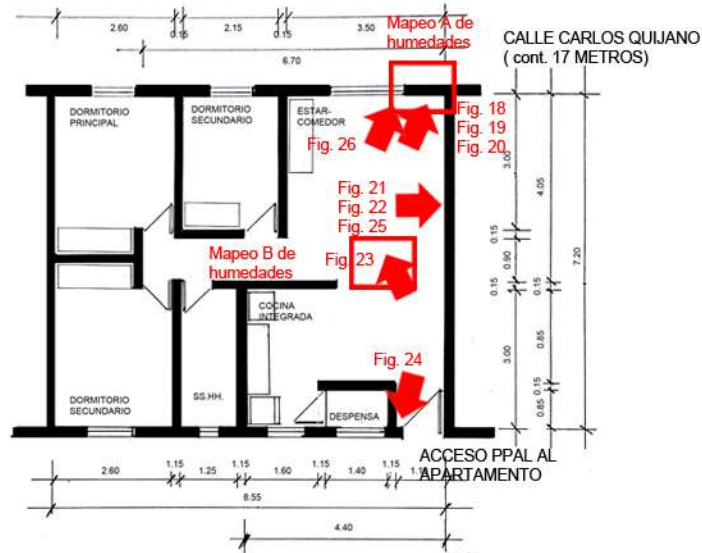 2.60
0.15
2.15
0.15
3.50
6.70
Mapeo A de
humedades
CALLE CARLOS QUIJANO
( cont. 17 METROS)
DORMITORIO
PRINCIPAL
DORMITORIO
SECUNDARIO
ESTAR-
COMEDOR
Fig. 18
Fig. 19
Fig. 20
Fig. 26
Fig. 21
Fig. 22
Fig. 25
Mapeo B de
humedades
Fig. 23
COCINA
INTEGRADA
Fig. 24
DORMITORIO
SECUNDARIO
SS.HH.
DESPENSA
ACCESO PPAL AL
APARTAMENTO
3.00
0.15
0.90
0.15
3.00
4.05
0.15
0.85
0.15
0.85
7.20
2.60
1.15
1.25
1.15
1.60
1.15
1.40
1.15
8.55
4.40